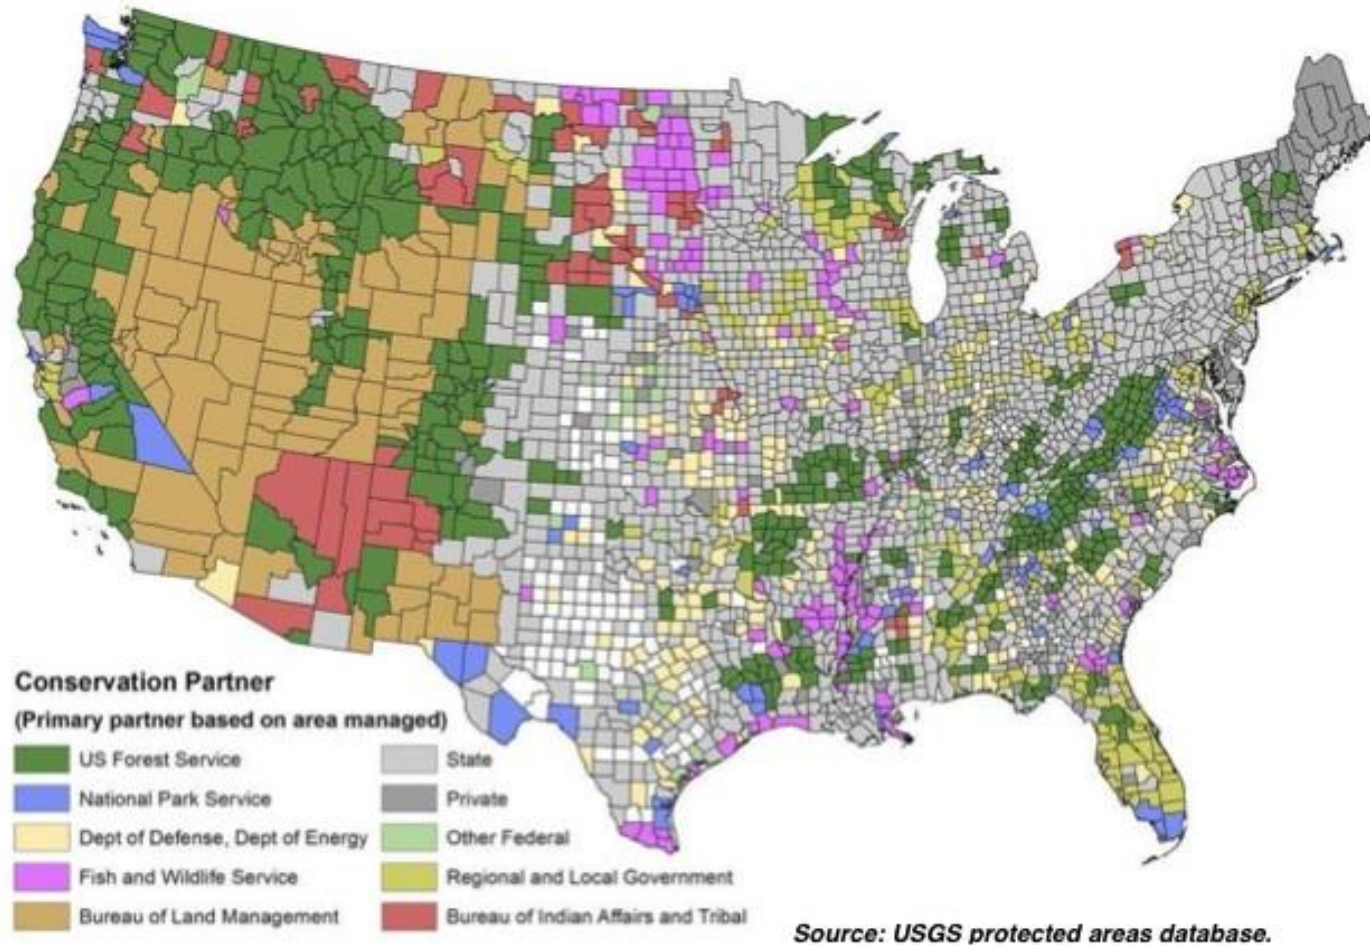 Conservation Partner
(Primary partner based on area managed)
US Forest Service
National Park Service
Dept of Defense, Dept of Energy
Fish and Wildlife Service
Bureau of Land Management
State
Private
Other Federal
Regional and Local Government
Bureau of Indian Affairs and Tribal
Source: USGS protected areas database.